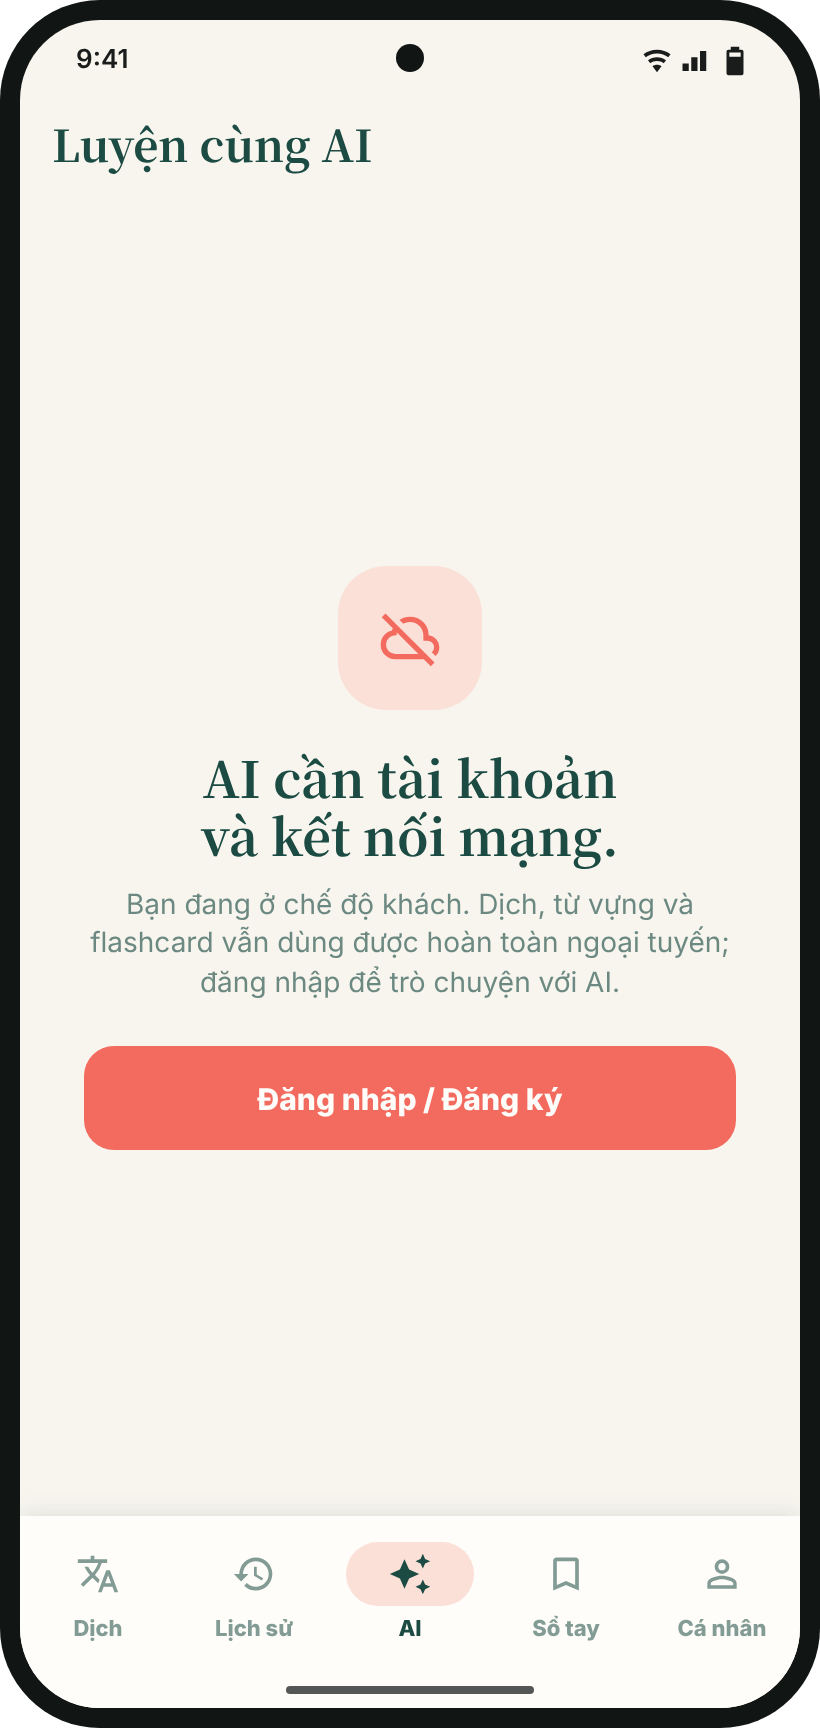 9:41
Luyện cùng AI
AI cần tài khoản
và kết nối mạng.
Bạn đang ở chế độ khách. Dịch, từ vựng và
flashcard vẫn dùng được hoàn toàn ngoại tuyến;
đăng nhập để trò chuyện với AI.
Đăng nhập / Đăng ký
Dịch
Lịch sử
AI
Sổ tay
Cá nhân